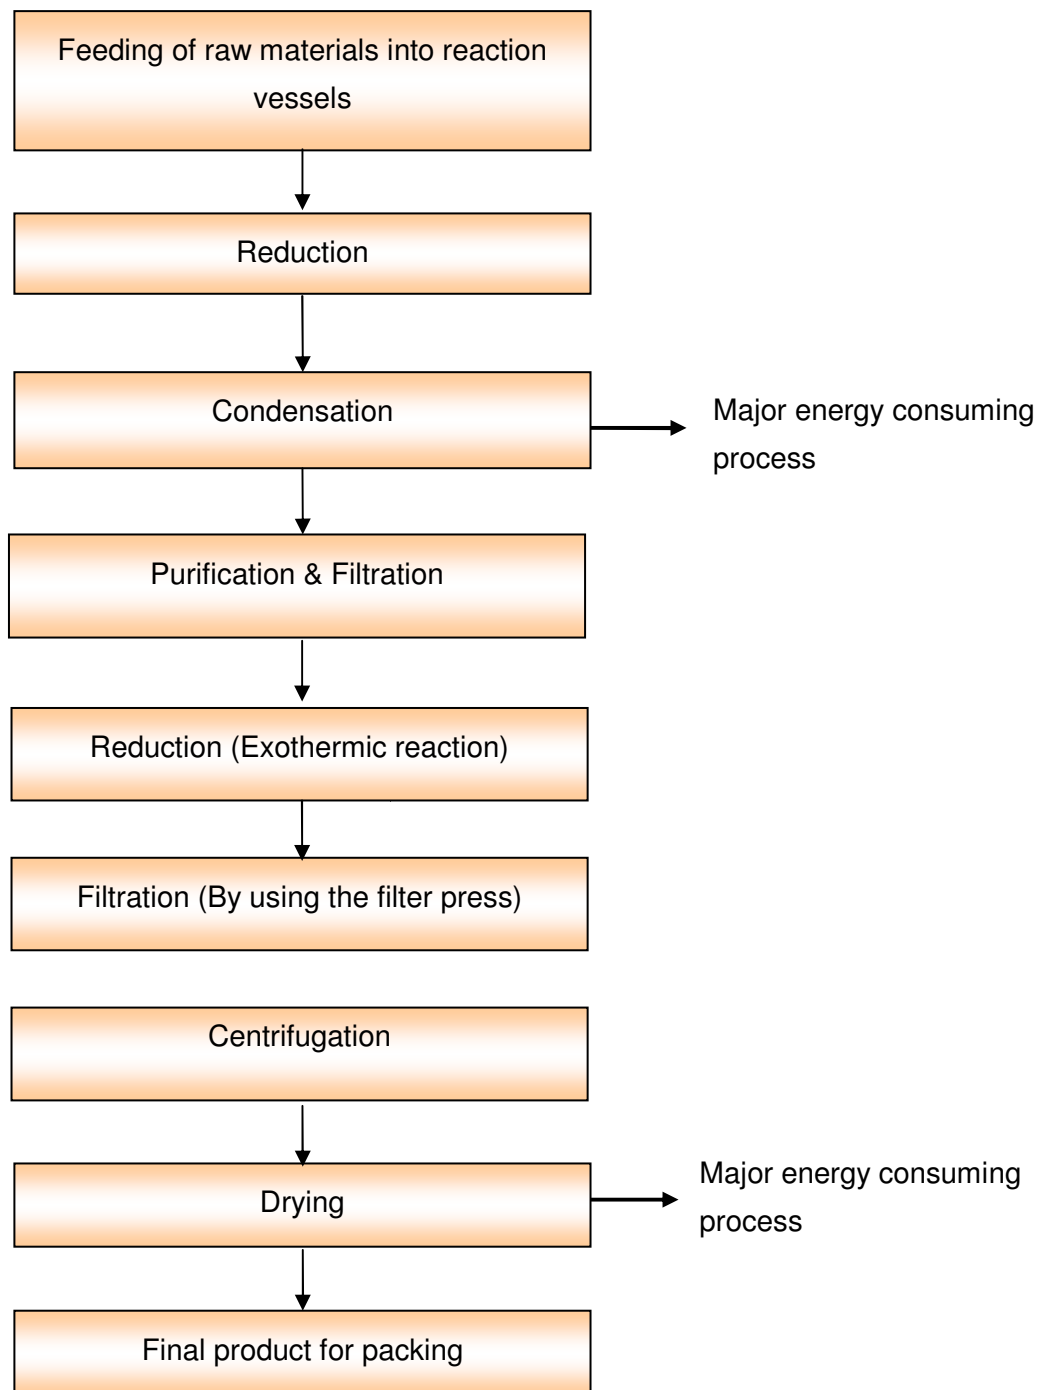 Feeding of raw materials into reaction
vessels
Reduction
Condensation
Major energy consuming
process
Purification & Filtration
Reduction (Exothermic reaction)
Filtration (By using the filter press)
Centrifugation
Drying
Major energy consuming
process
Final product for packing